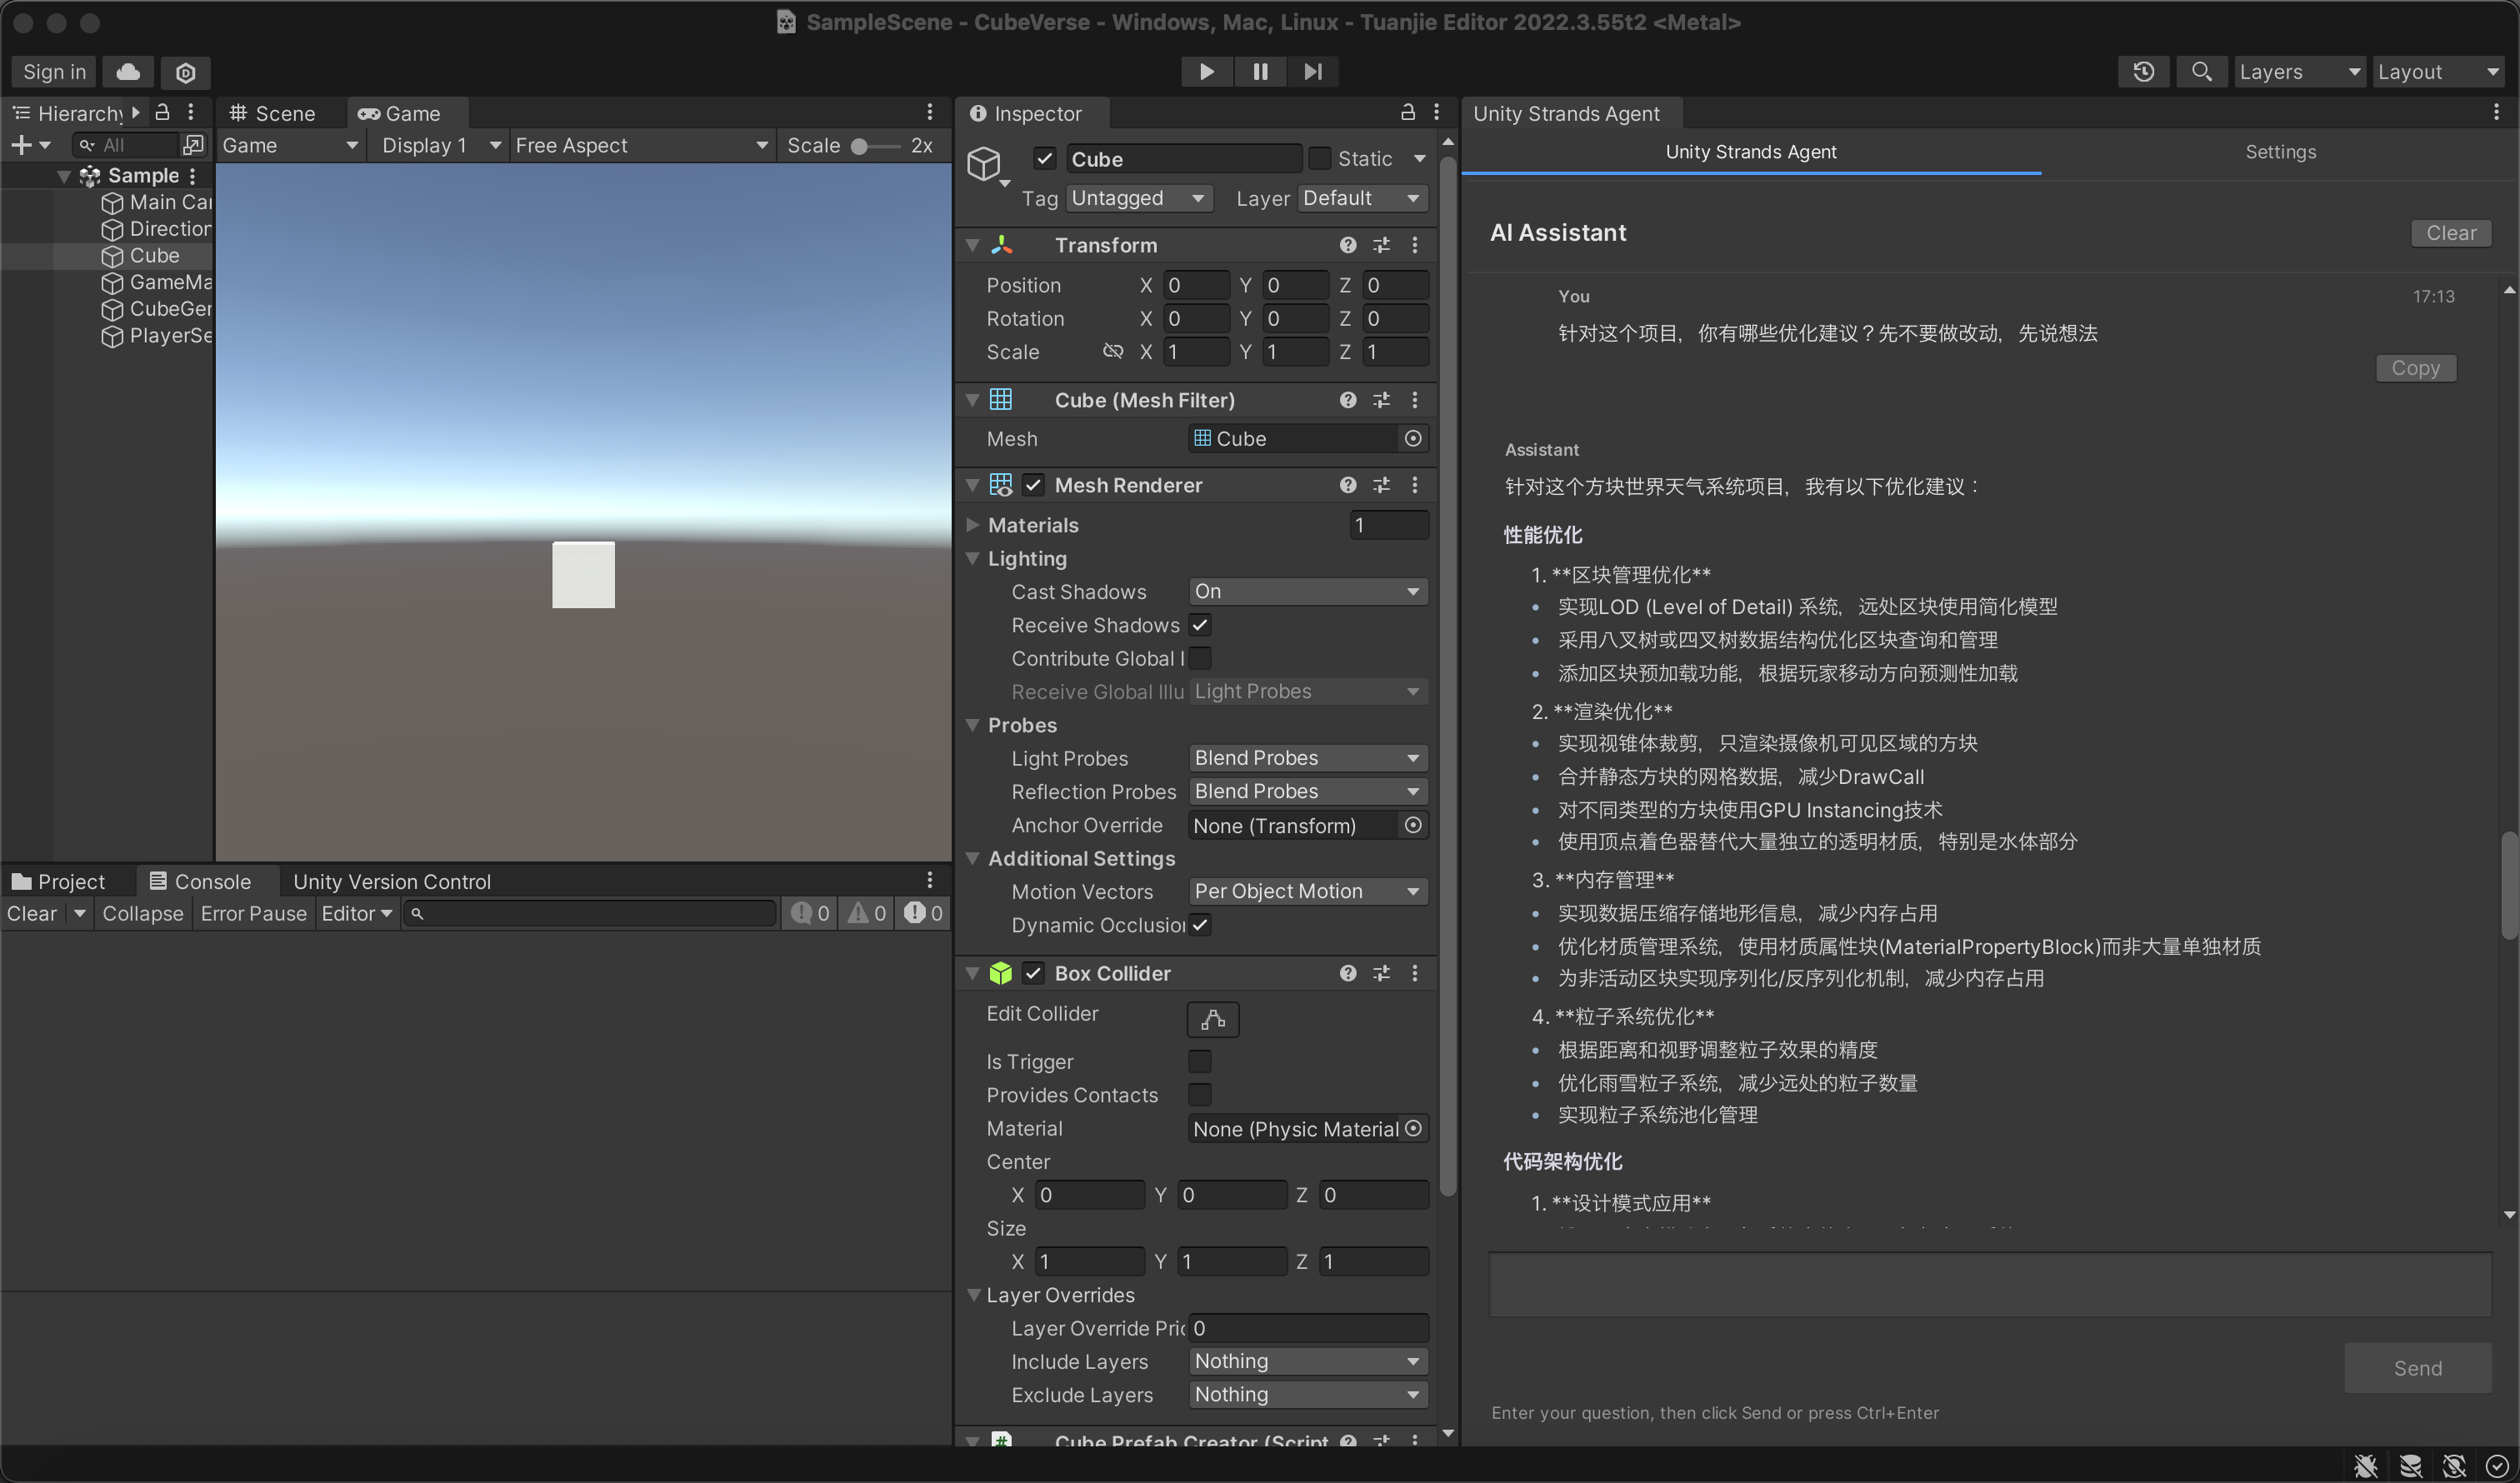 SampleScene - CubeVerse - Windows, Mac, Linux - Tuanjie Editor 2022.3.55t2 <Metal>
Sign in
Layers
Layout
Hierarchy
All
Sample
Main Car
Direction
Cube
GameMa
CubeGer
PlayerSe
Scene
Game
Game
Display 1
Free Aspect
Scale
2x
Project
Console
Unity Version Control
Clear
Collapse
Error Pause
Editor
0
0
0
Inspector
Cube
Static
Tag
Untagged
Layer
Default
Transform
Position X 0 Y 0 Z 0
Rotation X 0 Y 0 Z 0
Scale X 1 Y 1 Z 1
Cube (Mesh Filter)
Mesh Cube
Mesh Renderer
Materials 1
Lighting
Cast Shadows On
Receive Shadows
Contribute Global I
Receive Global Illu Light Probes
Probes
Light Probes Blend Probes
Reflection Probes Blend Probes
Anchor Override None (Transform)
Additional Settings
Motion Vectors Per Object Motion
Dynamic Occlusion
Box Collider
Edit Collider
Is Trigger
Provides Contacts
Material None (Physic Material
Center
X 0 Y 0 Z 0
Size
X 1 Y 1 Z 1
Layer Overrides
Layer Override Pric 0
Include Layers Nothing
Exclude Layers Nothing
Cube Prefab Creator (Script
Unity Strands Agent
Unity Strands Agent
Settings
AI Assistant
Clear
You
17:13
针对这个项目，你有哪些优化建议？先不要做改动，先说想法
Copy
Assistant
针对这个方块世界天气系统项目，我有以下优化建议：
性能优化
1. **区块管理优化**
• 实现LOD (Level of Detail) 系统，远处区块使用简化模型
• 采用八叉树或四叉树数据结构优化区块查询和管理
• 添加区块预加载功能，根据玩家移动方向预测性加载
2. **渲染优化**
• 实现视锥体裁剪，只渲染摄像机可见区域的方块
• 合并静态方块的网格数据，减少DrawCall
• 对不同类型的方块使用GPU Instancing技术
• 使用顶点着色器替代大量独立的透明材质，特别是水体部分
3. **内存管理**
• 实现数据压缩存储地形信息，减少内存占用
• 优化材质管理系统，使用材质属性块(MaterialPropertyBlock)而非大量单独材质
• 为非活动区块实现序列化/反序列化机制，减少内存占用
4. **粒子系统优化**
• 根据距离和视野调整粒子效果的精度
• 优化雨雪粒子系统，减少远处的粒子数量
• 实现粒子系统池化管理
代码架构优化
1. **设计模式应用**
Send
Enter your question, then click Send or press Ctrl+Enter